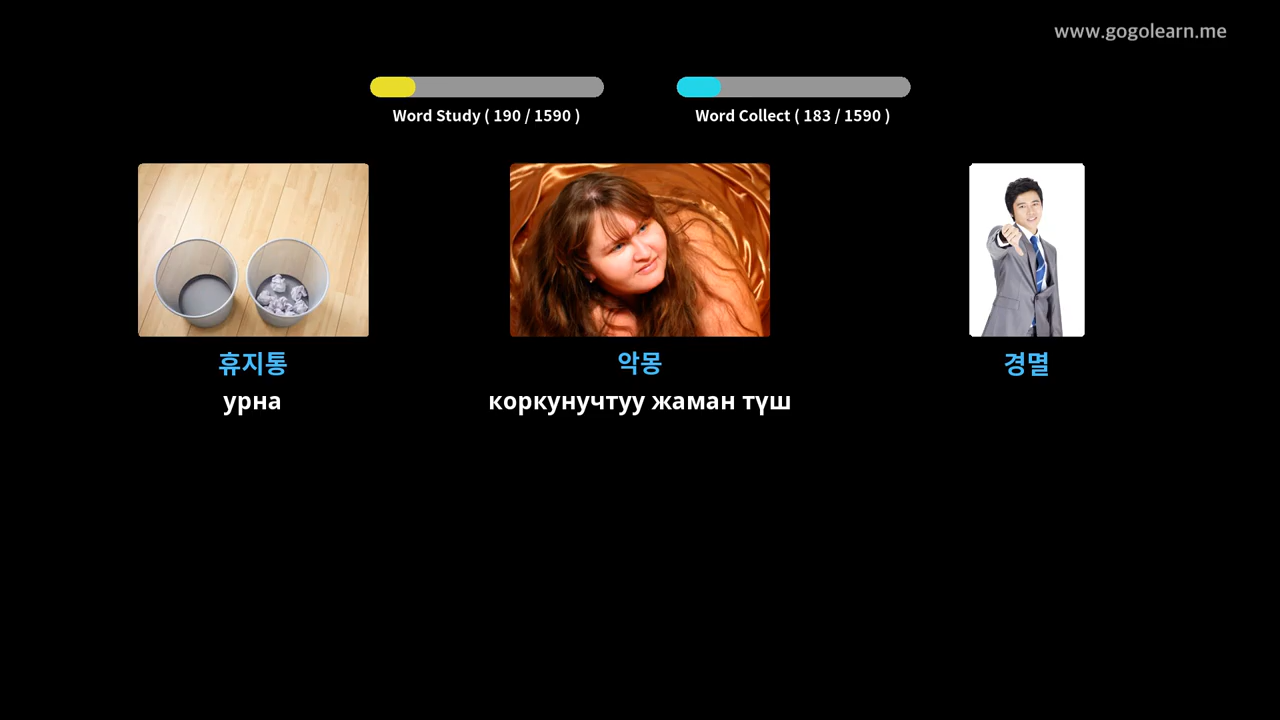 www.gogolearn.me
Word Study ( 190 / 1590 )
Word Collect ( 183 / 1590 )
휴지통
악몽
경멸
урна
коркунучтуу жаман түш